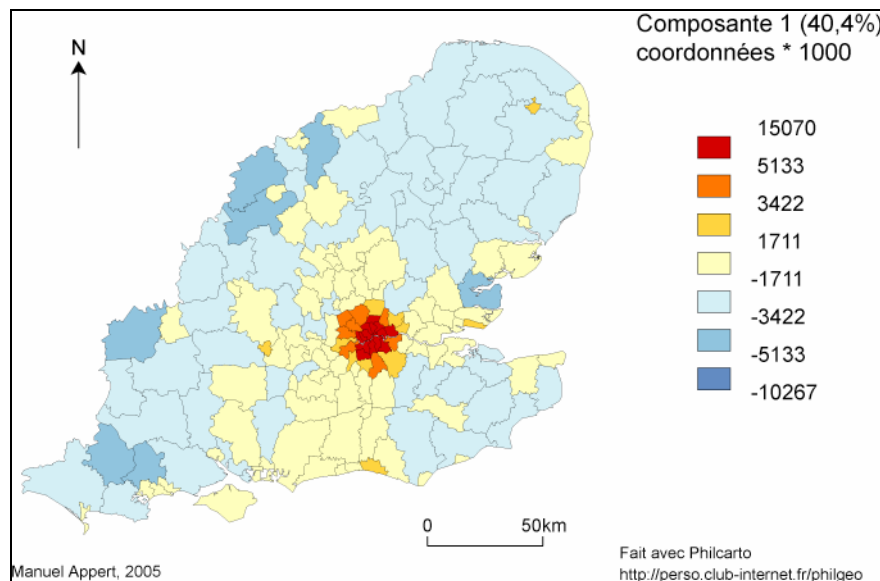 Composante 1 (40,4%)
coordonnées * 1000
N
15070
5133
3422
1711
-1711
-3422
-5133
-10267
0 50km
Manuel Appert, 2005
Fait avec Philcarto
http://perso.club-internet.fr/philgeo